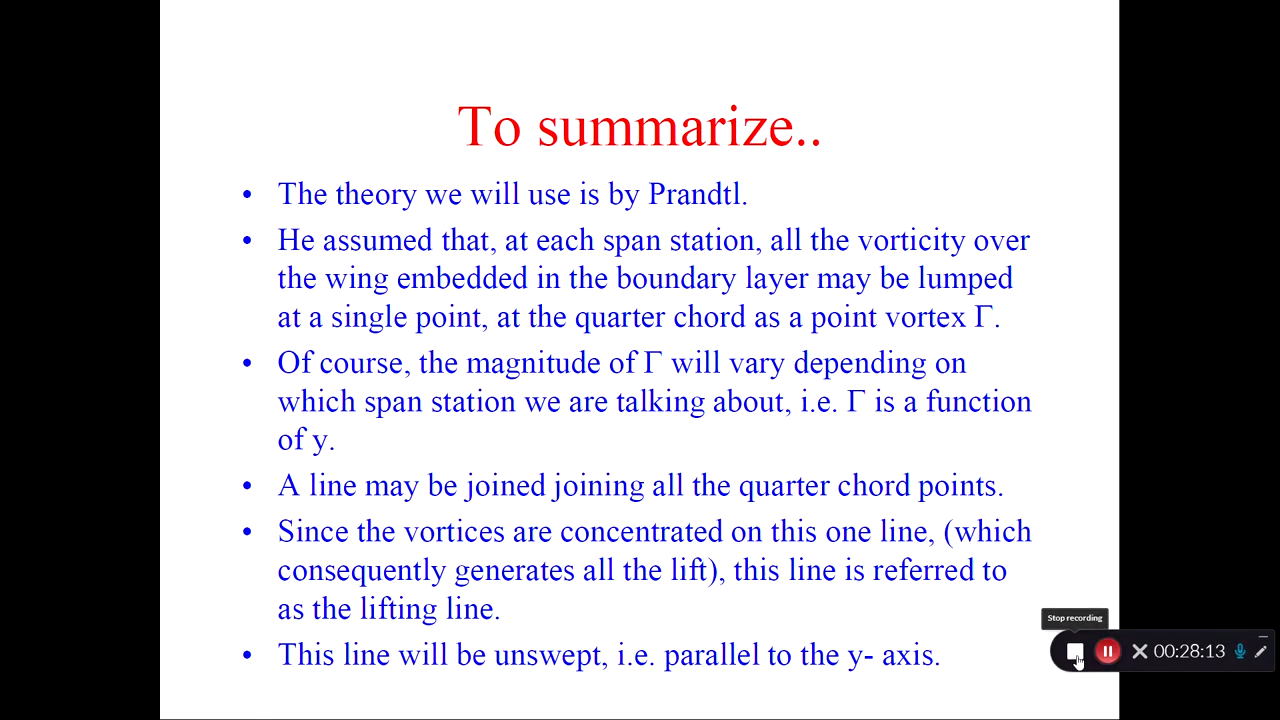 To summarize..
• The theory we will use is by Prandtl.
• He assumed that, at each span station, all the vorticity over
the wing embedded in the boundary layer may be lumped
at a single point, at the quarter chord as a point vortex Γ.
• Of course, the magnitude of Γ will vary depending on
which span station we are talking about, i.e. Γ is a function
of y.
• A line may be joined joining all the quarter chord points.
• Since the vortices are concentrated on this one line, (which
consequently generates all the lift), this line is referred to
as the lifting line.
• This line will be unswept, i.e. parallel to the y- axis.
Stop recording
00:28:13